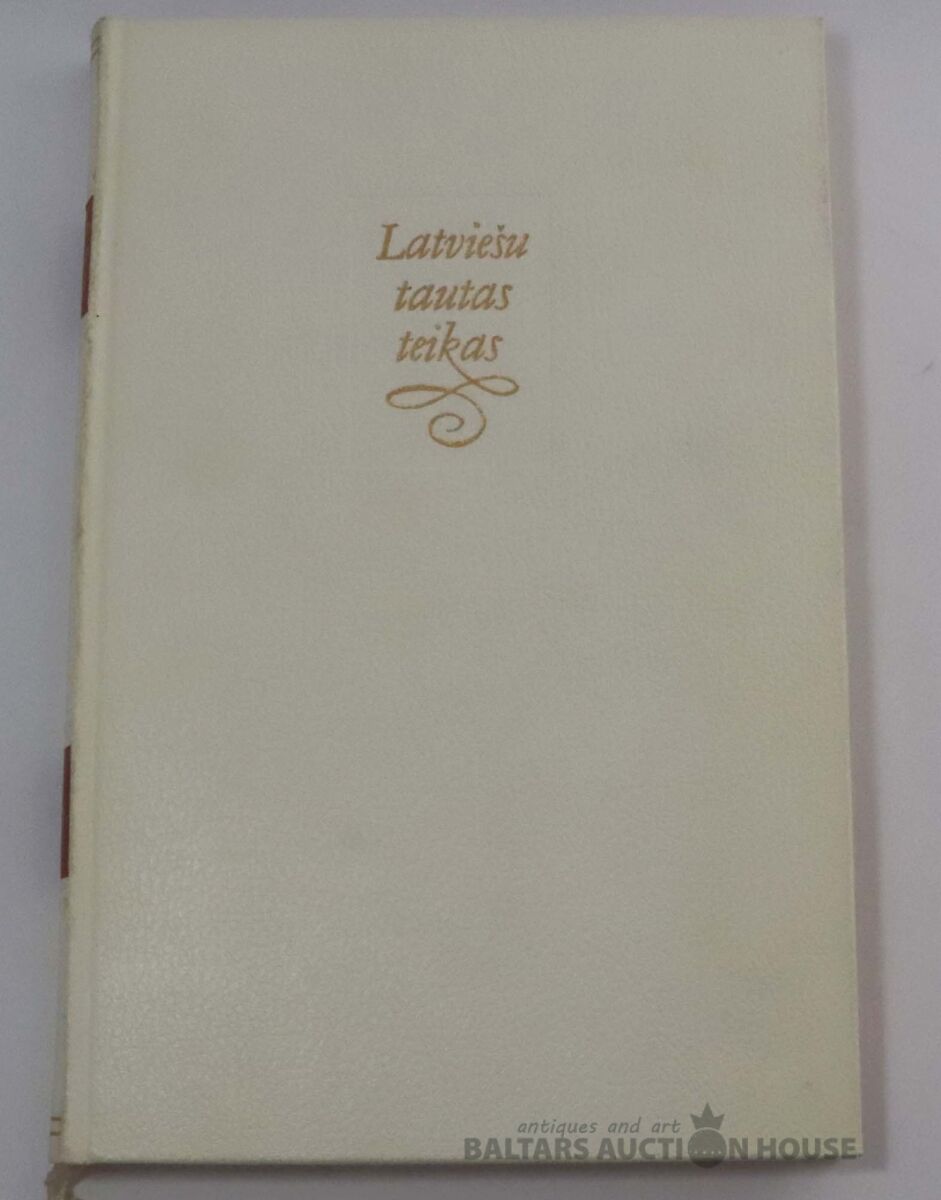 Latviešu
tautas
teikas
antiques and art
BALTARS AUCTION HOUSE